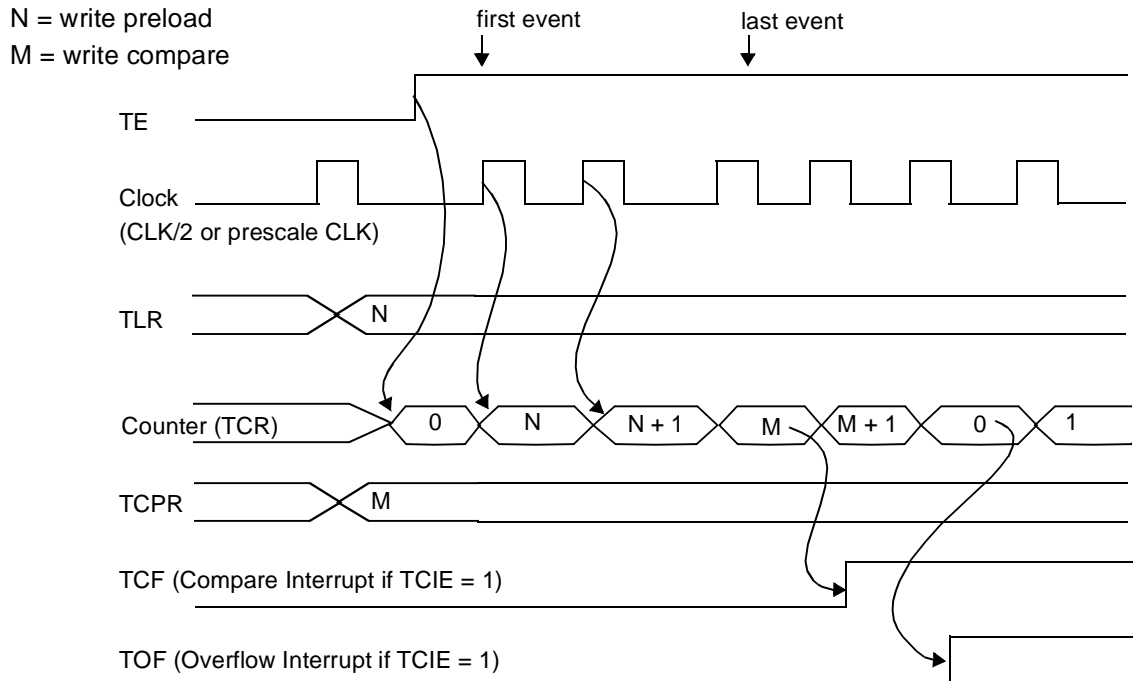 N = write preload
first event
last event
M = write compare
TE
Clock
(CLK/2 or prescale CLK)
TLR
N
Counter (TCR)
0
N
N + 1
M
M + 1
0
1
TCPR
M
TCF (Compare Interrupt if TCIE = 1)
TOF (Overflow Interrupt if TCIE = 1)